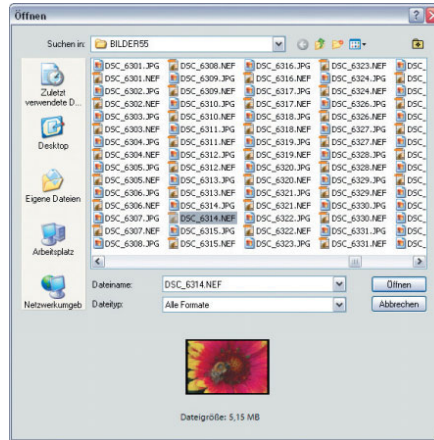 Öffnen
Suchen in: BILDER55
Zuletzt
verwendete D...
Desktop
Eigene Dateien
Arbeitsplatz
Netzwerkumgeb
DSC_6301.JPG
DSC_6301.NEF
DSC_6302.JPG
DSC_6302.NEF
DSC_6303.JPG
DSC_6303.NEF
DSC_6304.JPG
DSC_6304.NEF
DSC_6305.JPG
DSC_6305.NEF
DSC_6306.JPG
DSC_6306.NEF
DSC_6307.JPG
DSC_6307.NEF
DSC_6308.JPG
DSC_6308.NEF
DSC_6309.JPG
DSC_6309.NEF
DSC_6310.JPG
DSC_6310.NEF
DSC_6311.JPG
DSC_6311.NEF
DSC_6312.JPG
DSC_6312.NEF
DSC_6313.JPG
DSC_6313.NEF
DSC_6314.JPG
DSC_6314.NEF
DSC_6315.JPG
DSC_6315.NEF
DSC_6316.JPG
DSC_6316.NEF
DSC_6317.JPG
DSC_6317.NEF
DSC_6318.JPG
DSC_6318.NEF
DSC_6319.JPG
DSC_6319.NEF
DSC_6320.JPG
DSC_6320.NEF
DSC_6321.JPG
DSC_6321.NEF
DSC_6322.JPG
DSC_6322.NEF
DSC_6323.JPG
DSC_6323.NEF
DSC_6324.JPG
DSC_6324.NEF
DSC_6326.JPG
DSC_6326.NEF
DSC_6327.JPG
DSC_6327.NEF
DSC_6328.JPG
DSC_6328.NEF
DSC_6329.JPG
DSC_6329.NEF
DSC_6330.JPG
DSC_6330.NEF
DSC_6331.JPG
DSC_6331.NEF
Dateiname: DSC_6314.NEF Öffnen
Dateityp: Alle Formate Abbrechen
Dateigröße: 5,15 MB